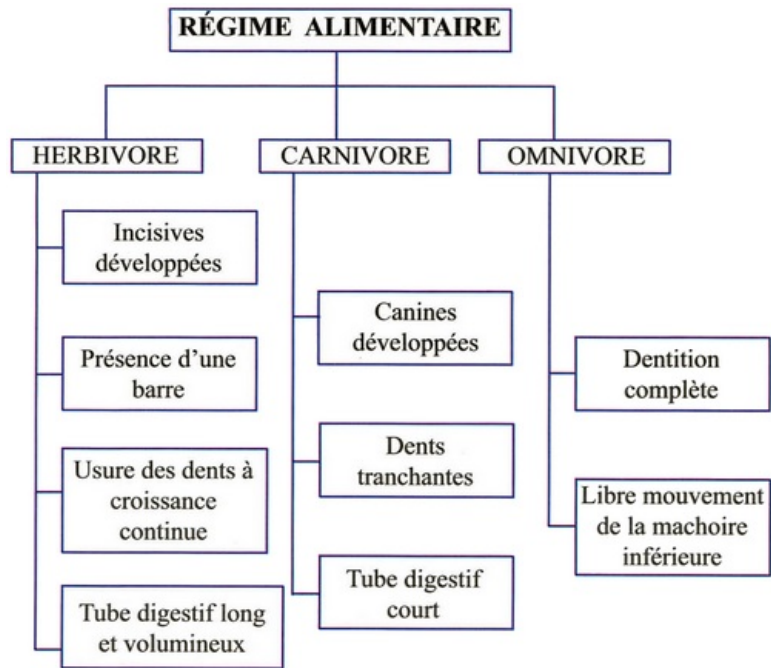 RÉGIME ALIMENTAIRE
HERBIVORE
CARNIVORE
OMNIVORE
Incisives
développées
Présence d'une
barre
Usure des dents à
croissance
continue
Tube digestif long
et volumineux
Canines
développées
Dents
tranchantes
Tube digestif
court
Dentition
complète
Libre mouvement
de la machoire
inférieure